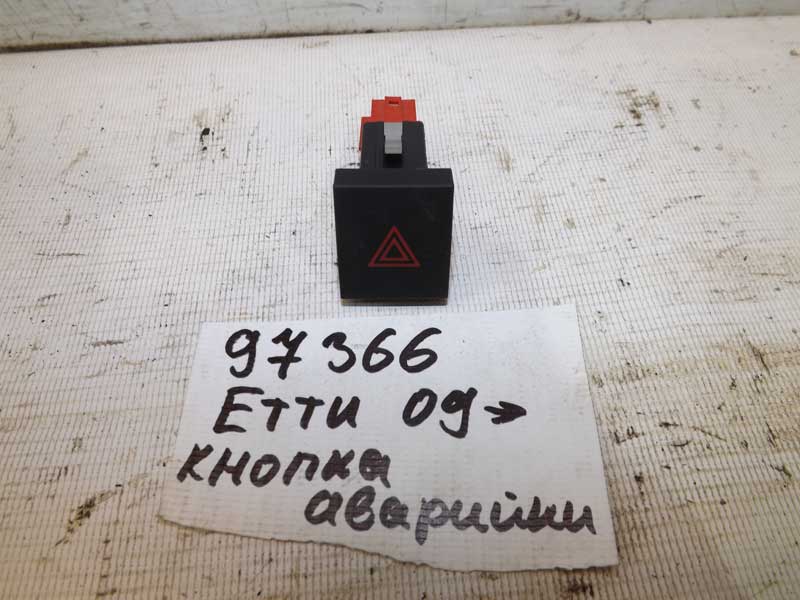 97366
Етти 09→
кнопка
аварийки